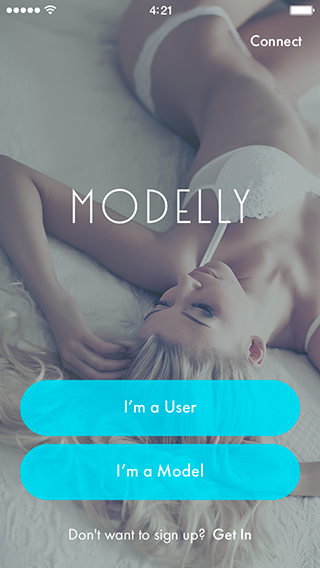 4:21
Connect
MODELLY
I'm a User
I'm a Model
Don't want to sign up? Get In